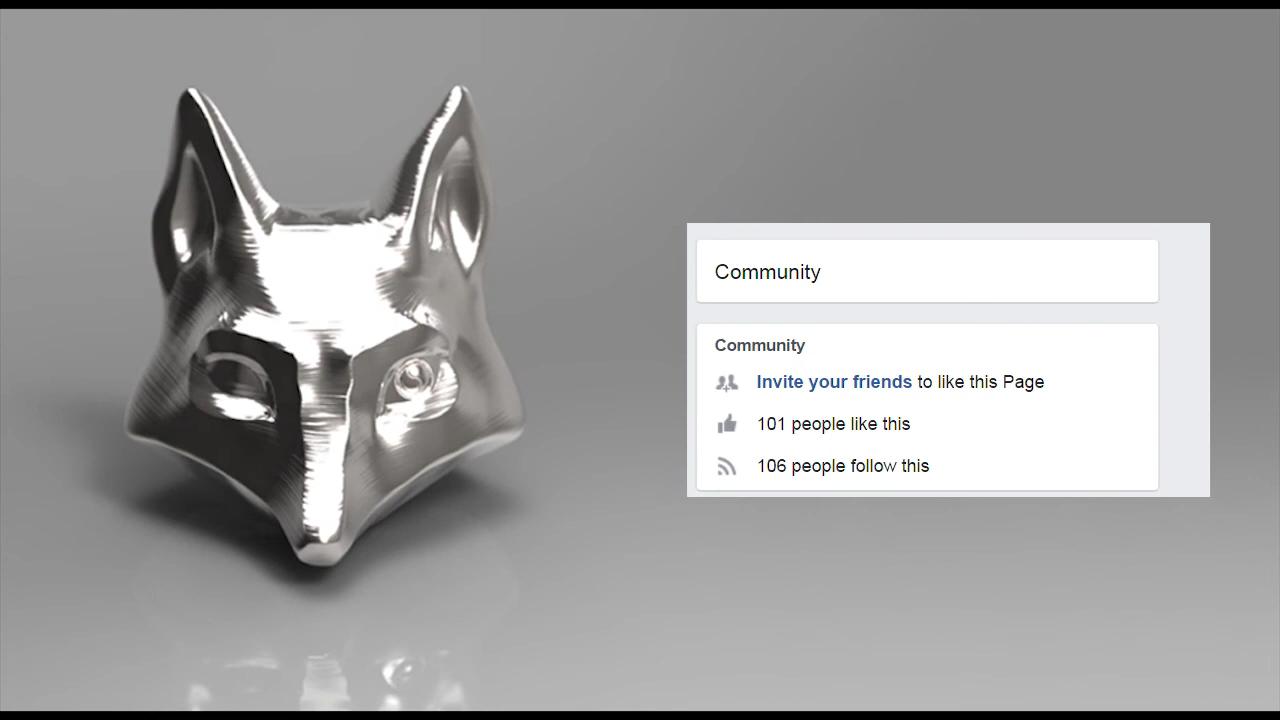 Community
Community
Invite your friends to like this Page
101 people like this
106 people follow this